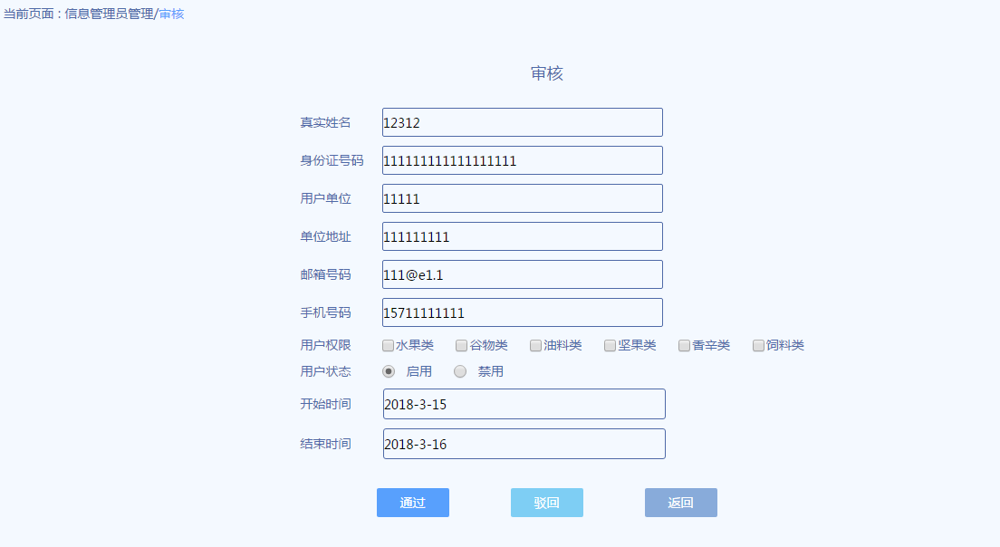 当前页面 : 信息管理员管理/审核
审核
真实姓名 12312
身份证号码 111111111111111111
用户单位 11111
单位地址 111111111
邮箱号码 111@e1.1
手机号码 15711111111
用户权限 水果类 谷物类 油料类 坚果类 香辛类 饲料类
用户状态 启用 禁用
开始时间 2018-3-15
结束时间 2018-3-16
通过 驳回 返回